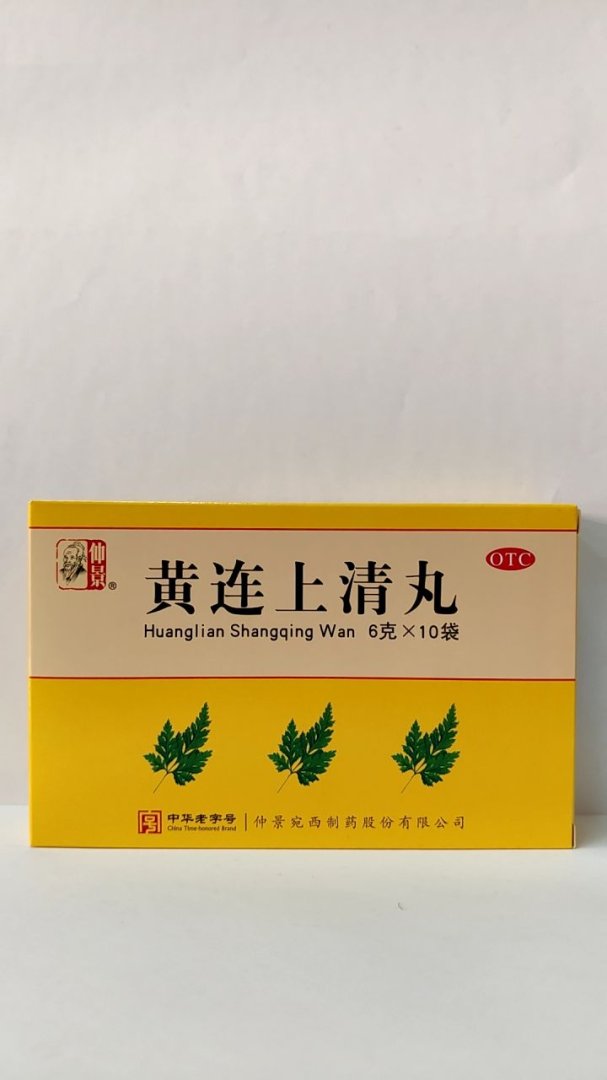 仲景®
OTC
黄连上清丸
Huanglian Shangqing Wan 6克×10袋
中华老字号
China Time-honored Brand
仲景宛西制药股份有限公司